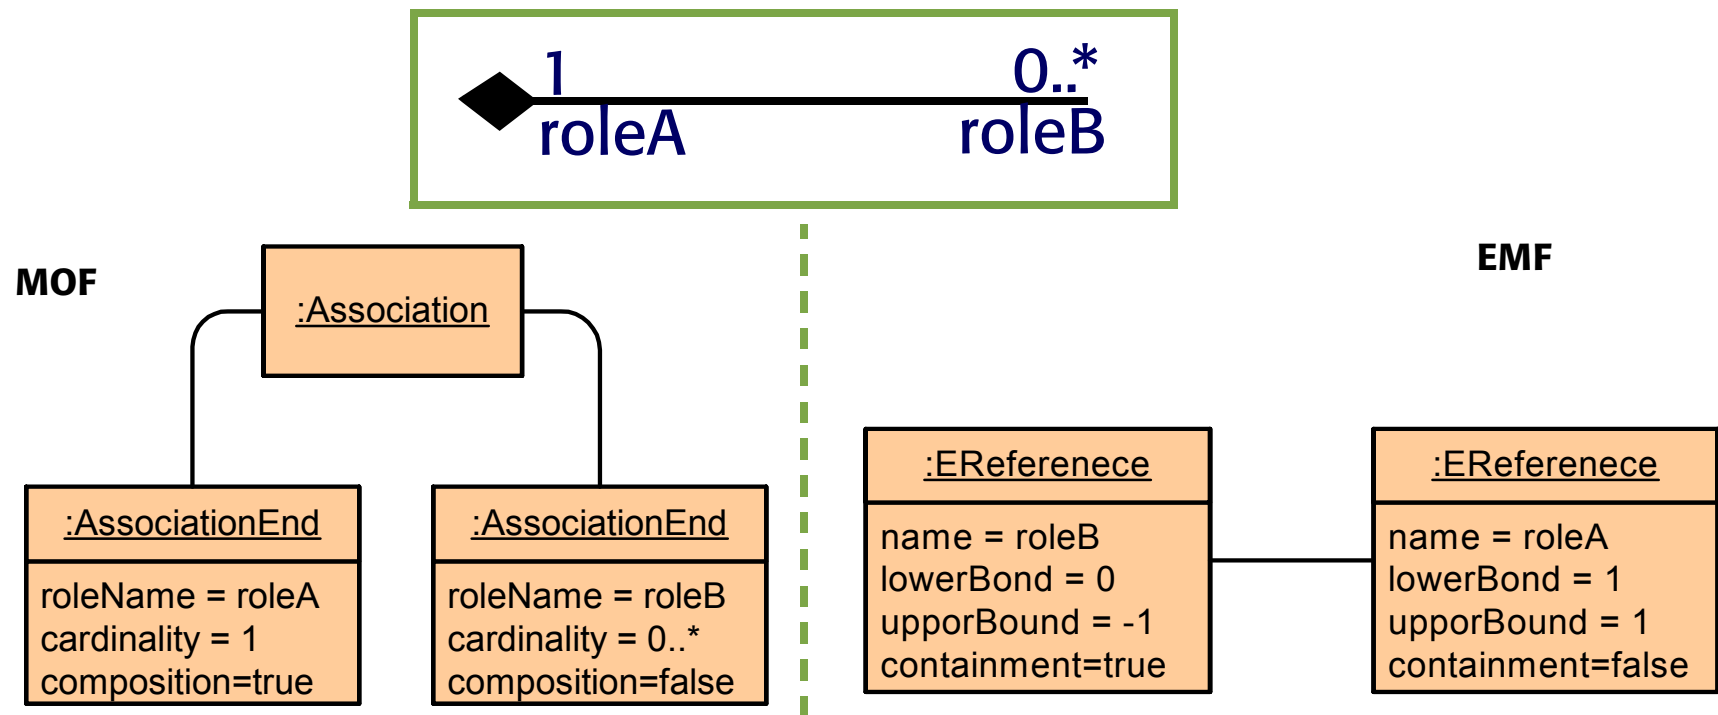 1
0..*
roleA
roleB
MOF
EMF
:Association
:AssociationEnd
roleName = roleA
cardinality = 1
composition=true
:AssociationEnd
roleName = roleB
cardinality = 0..*
composition=false
:EReferenece
name = roleB
lowerBond = 0
upporBound = -1
containment=true
:EReferenece
name = roleA
lowerBond = 1
upporBound = 1
containment=false